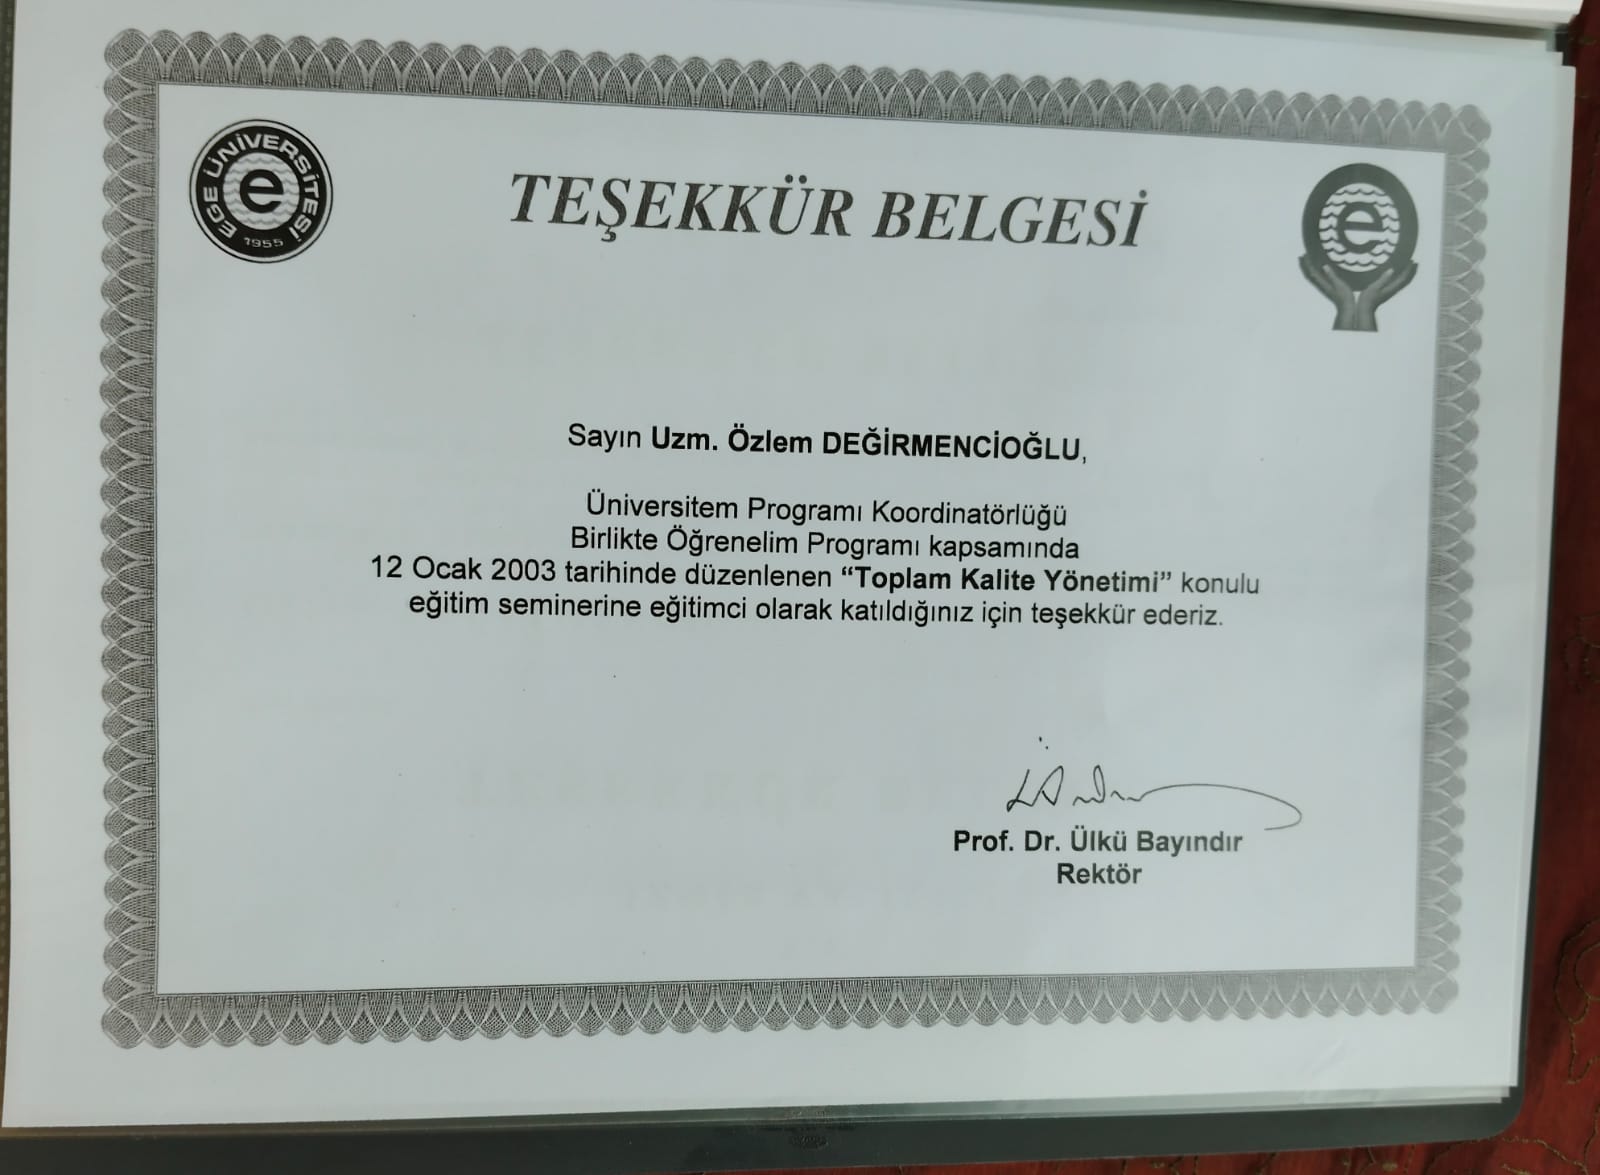 EGE ÜNİVERSİTESİ
e
1955
TEŞEKKÜR BELGESİ
e
Sayın Uzm. Özlem DEĞİRMENCİOĞLU,
Üniversitem Programı Koordinatörlüğü
Birlikte Öğrenelim Programı kapsamında
12 Ocak 2003 tarihinde düzenlenen “Toplam Kalite Yönetimi” konulu
eğitim seminerine eğitimci olarak katıldığınız için teşekkür ederiz.
Prof. Dr. Ülkü Bayındır
Rektör